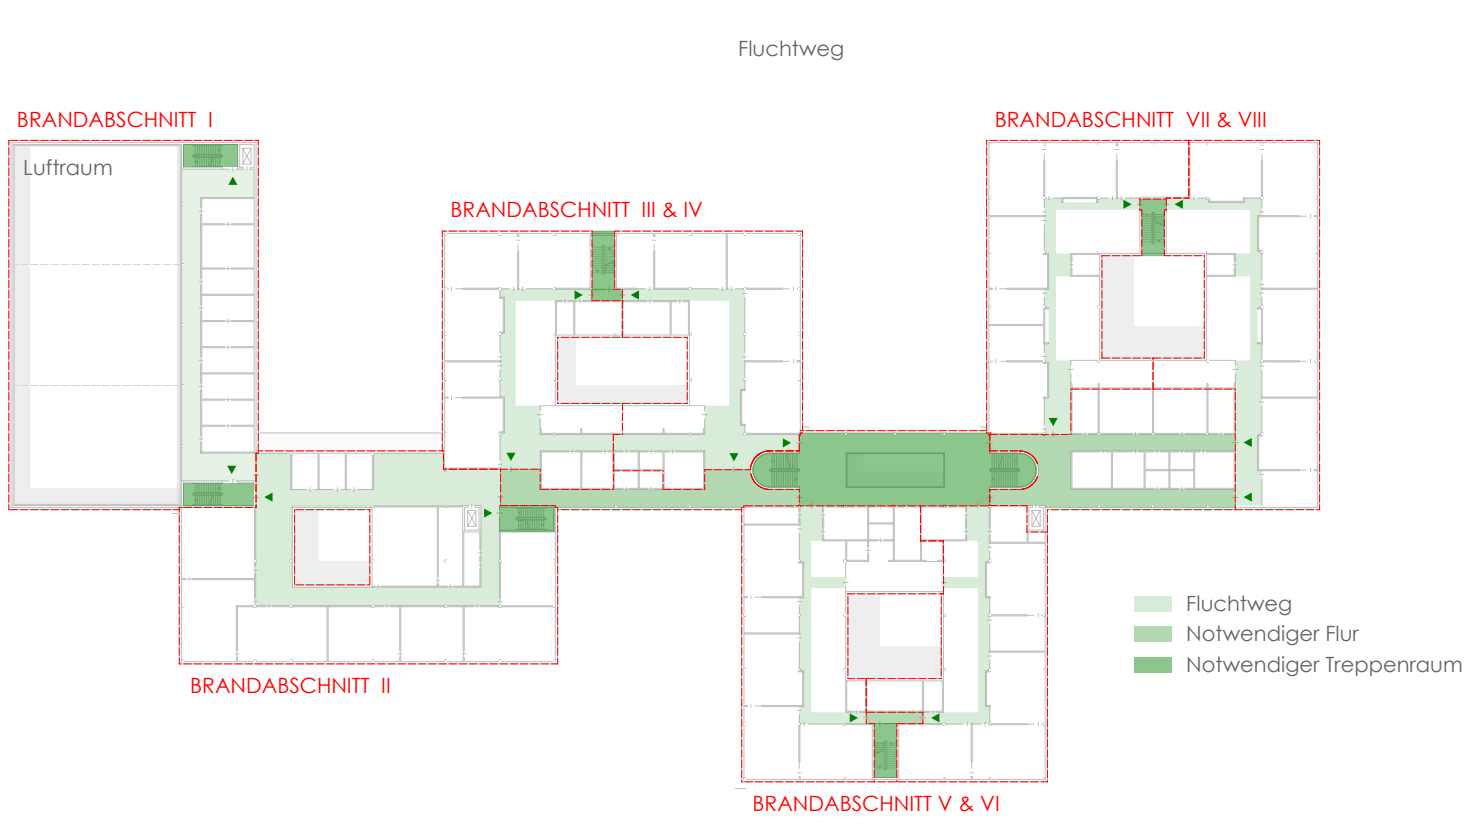 Fluchtweg
BRANDABSCHNITT I
BRANDABSCHNITT VII & VIII
Luftraum
BRANDABSCHNITT III & IV
Fluchtweg
Notwendiger Flur
Notwendiger Treppenraum
BRANDABSCHNITT II
BRANDABSCHNITT V & VI